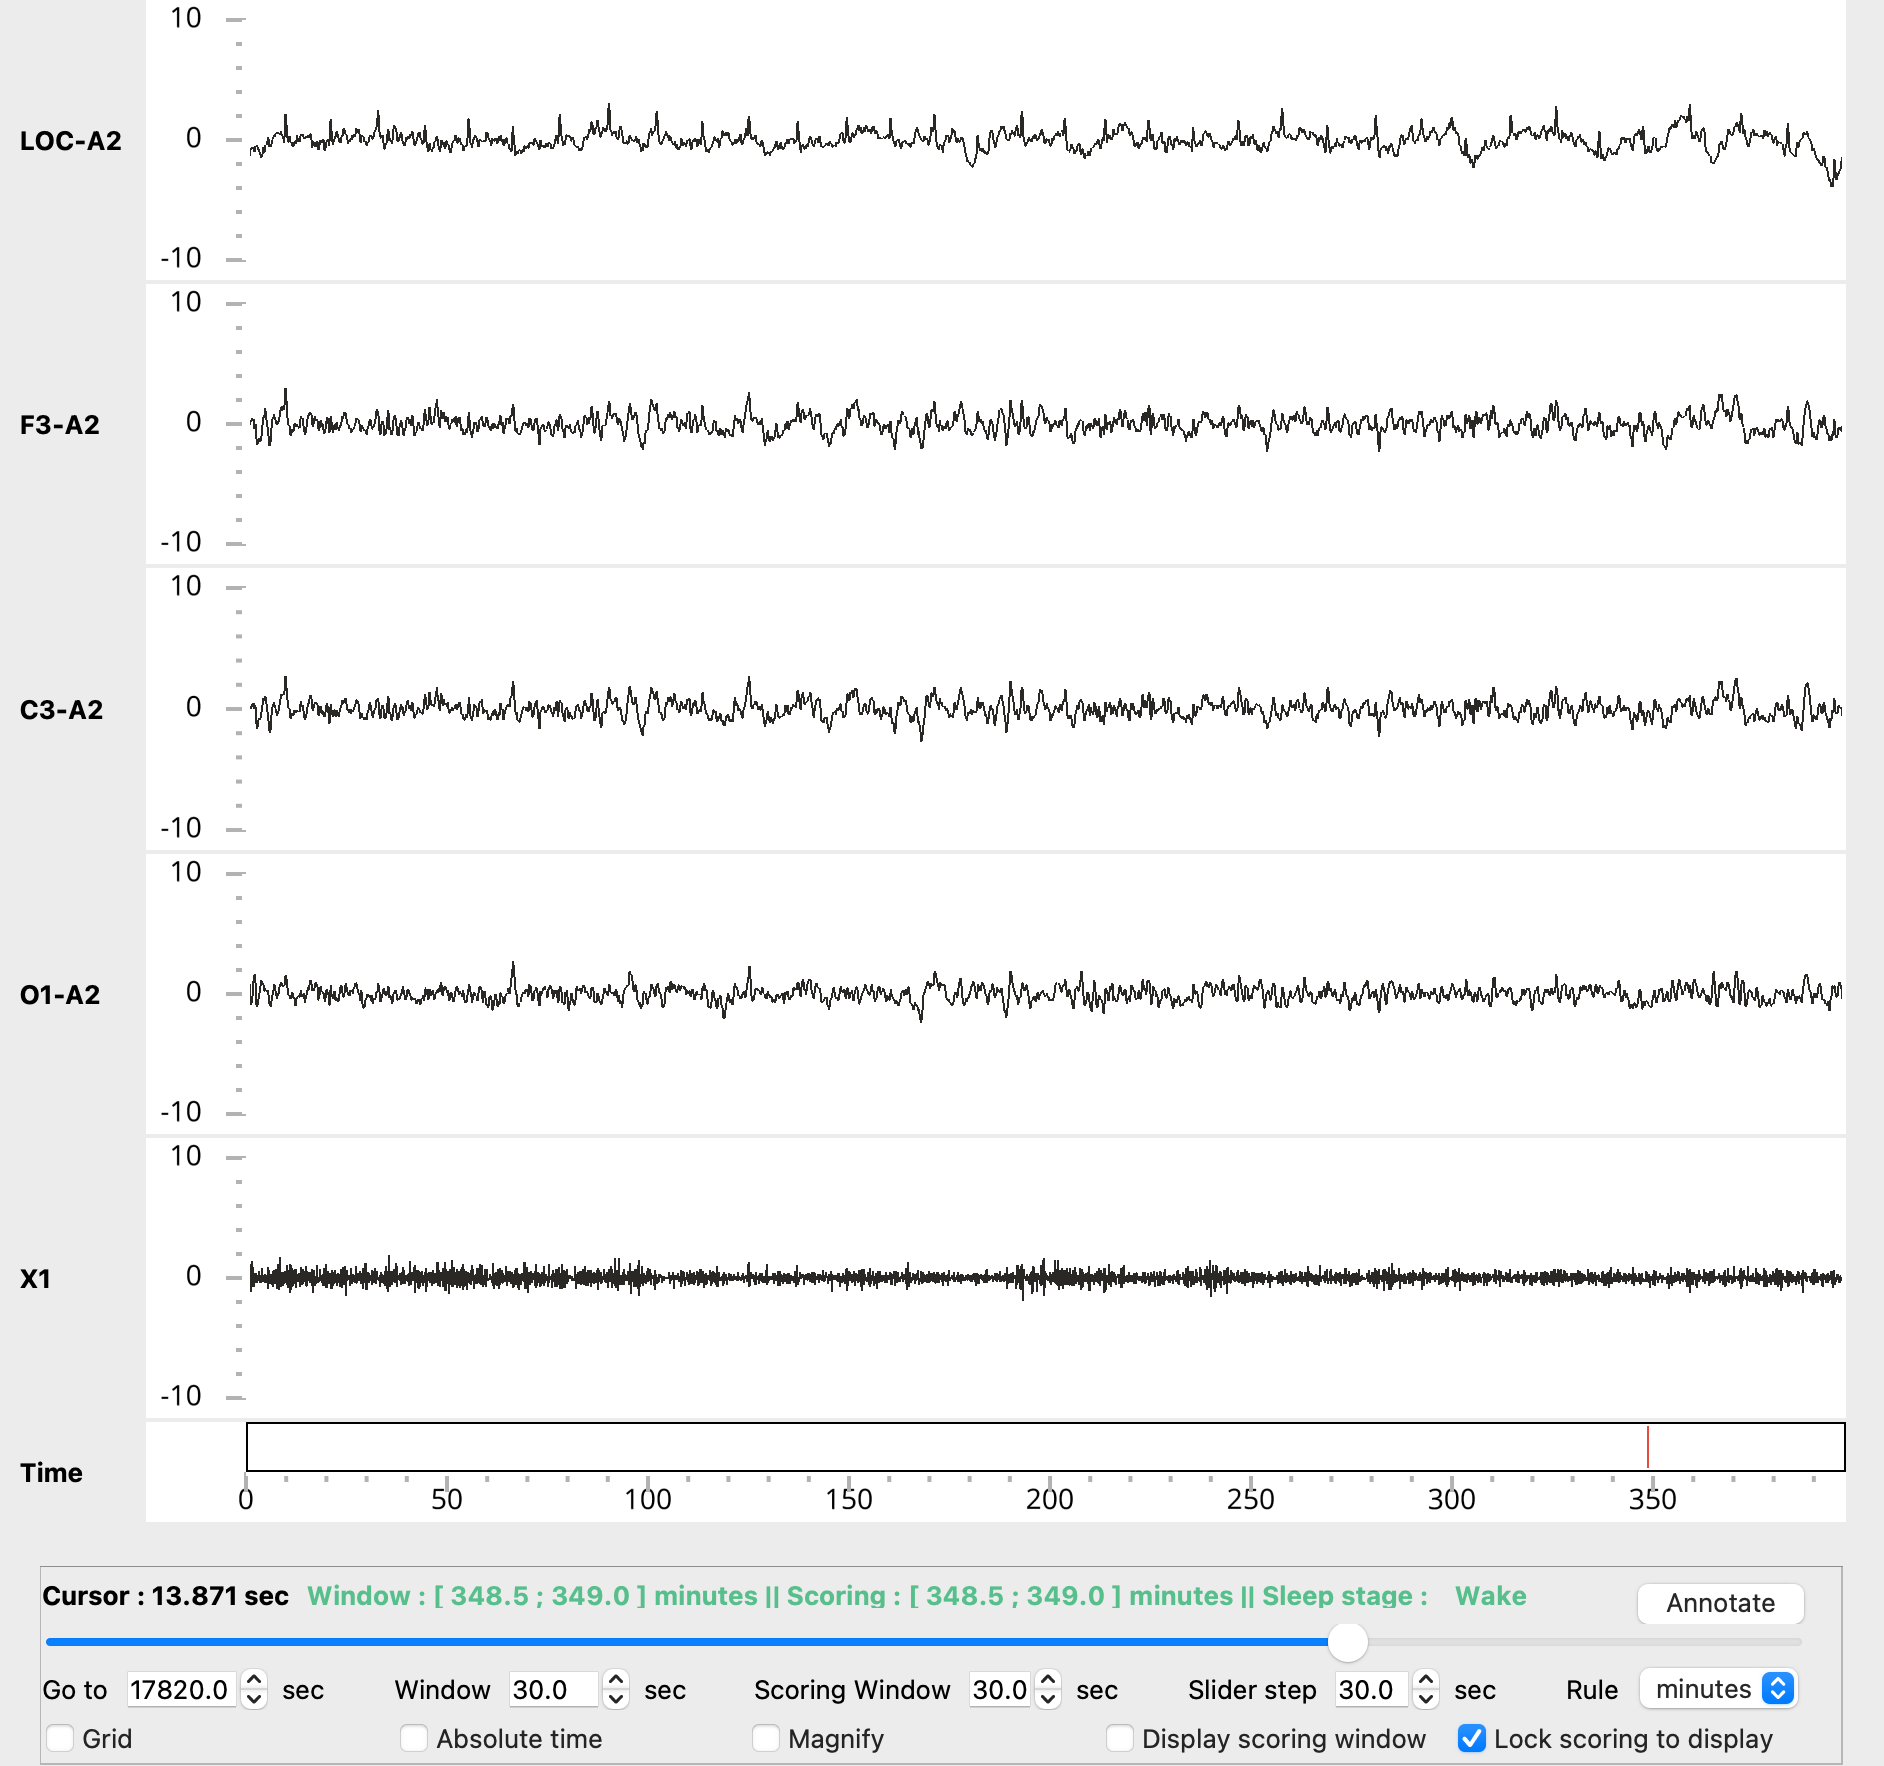 10
LOC-A2
0
-10
10
F3-A2
0
-10
10
C3-A2
0
-10
10
O1-A2
0
-10
10
X1
0
-10
Time
0 50 100 150 200 250 300 350
Cursor : 13.871 sec Window : [ 348.5 ; 349.0 ] minutes || Scoring : [ 348.5 ; 349.0 ] minutes || Sleep stage : Wake Annotate
Go to 17820.0 sec Window 30.0 sec Scoring Window 30.0 sec Slider step 30.0 sec Rule minutes
Grid Absolute time Magnify Display scoring window Lock scoring to display